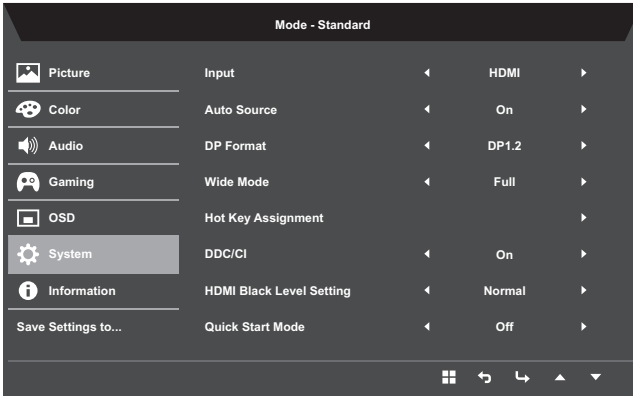 Mode - Standard
Picture
Input HDMI
Color
Auto Source On
Audio
DP Format DP1.2
Gaming
Wide Mode Full
OSD
Hot Key Assignment
System
DDC/CI On
Information
HDMI Black Level Setting Normal
Save Settings to...
Quick Start Mode Off